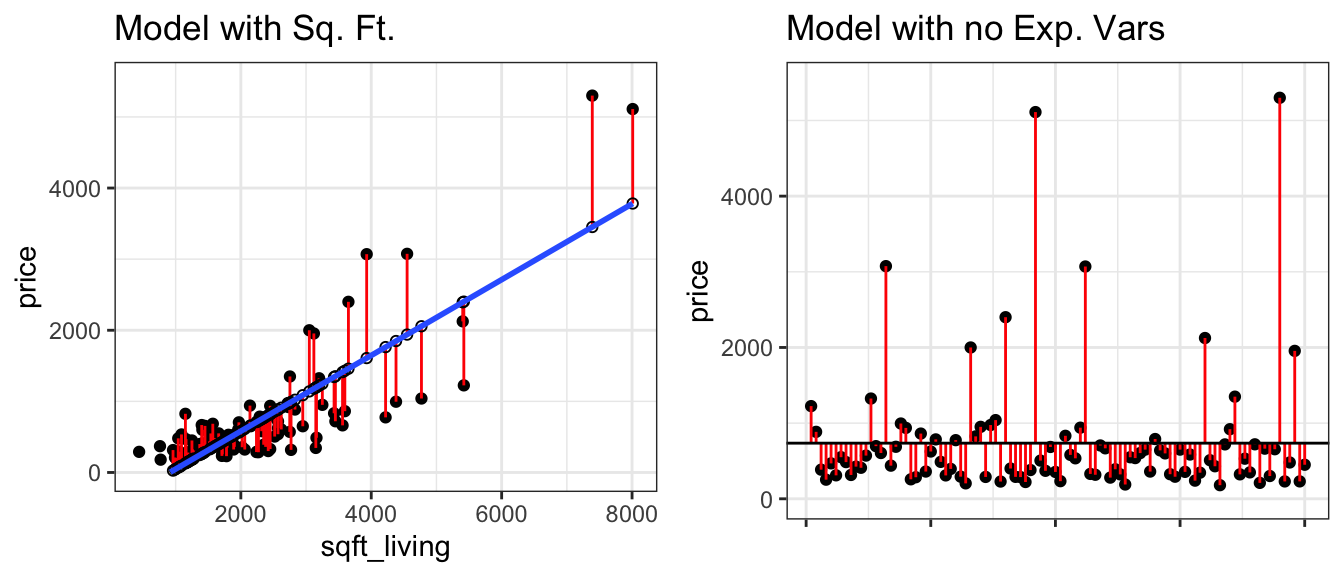 Model with Sq. Ft.
price
4000
2000
0
2000 4000 6000 8000
sqft_living
Model with no Exp. Vars
price
4000
2000
0